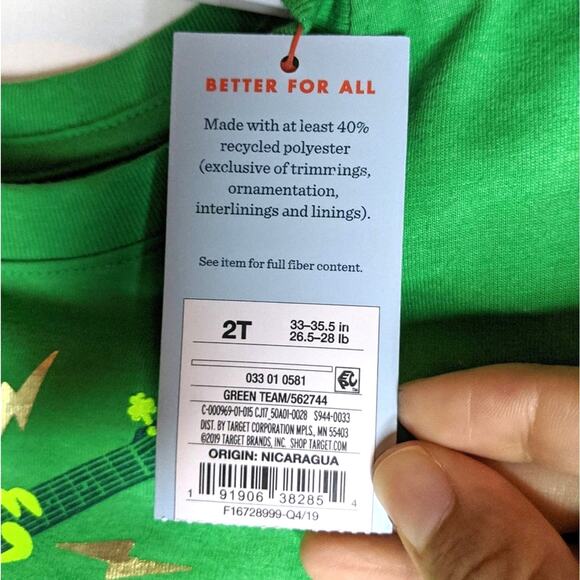 BETTER FOR ALL
Made with at least 40%
recycled polyester
(exclusive of trimmings,
ornamentation,
interlinings and linings).
See item for full fiber content.
2T 33–35.5 in
26.5–28 lb
033 01 0581
GREEN TEAM/562744
C-000969-01-015 CJ17_50A01-0028 S944-0033
DIST. BY TARGET CORPORATION MPLS., MN 55403
©2019 TARGET BRANDS, INC. SHOP TARGET.COM
ORIGIN: NICARAGUA
1 91906 38285 4
F16728999-Q4/19